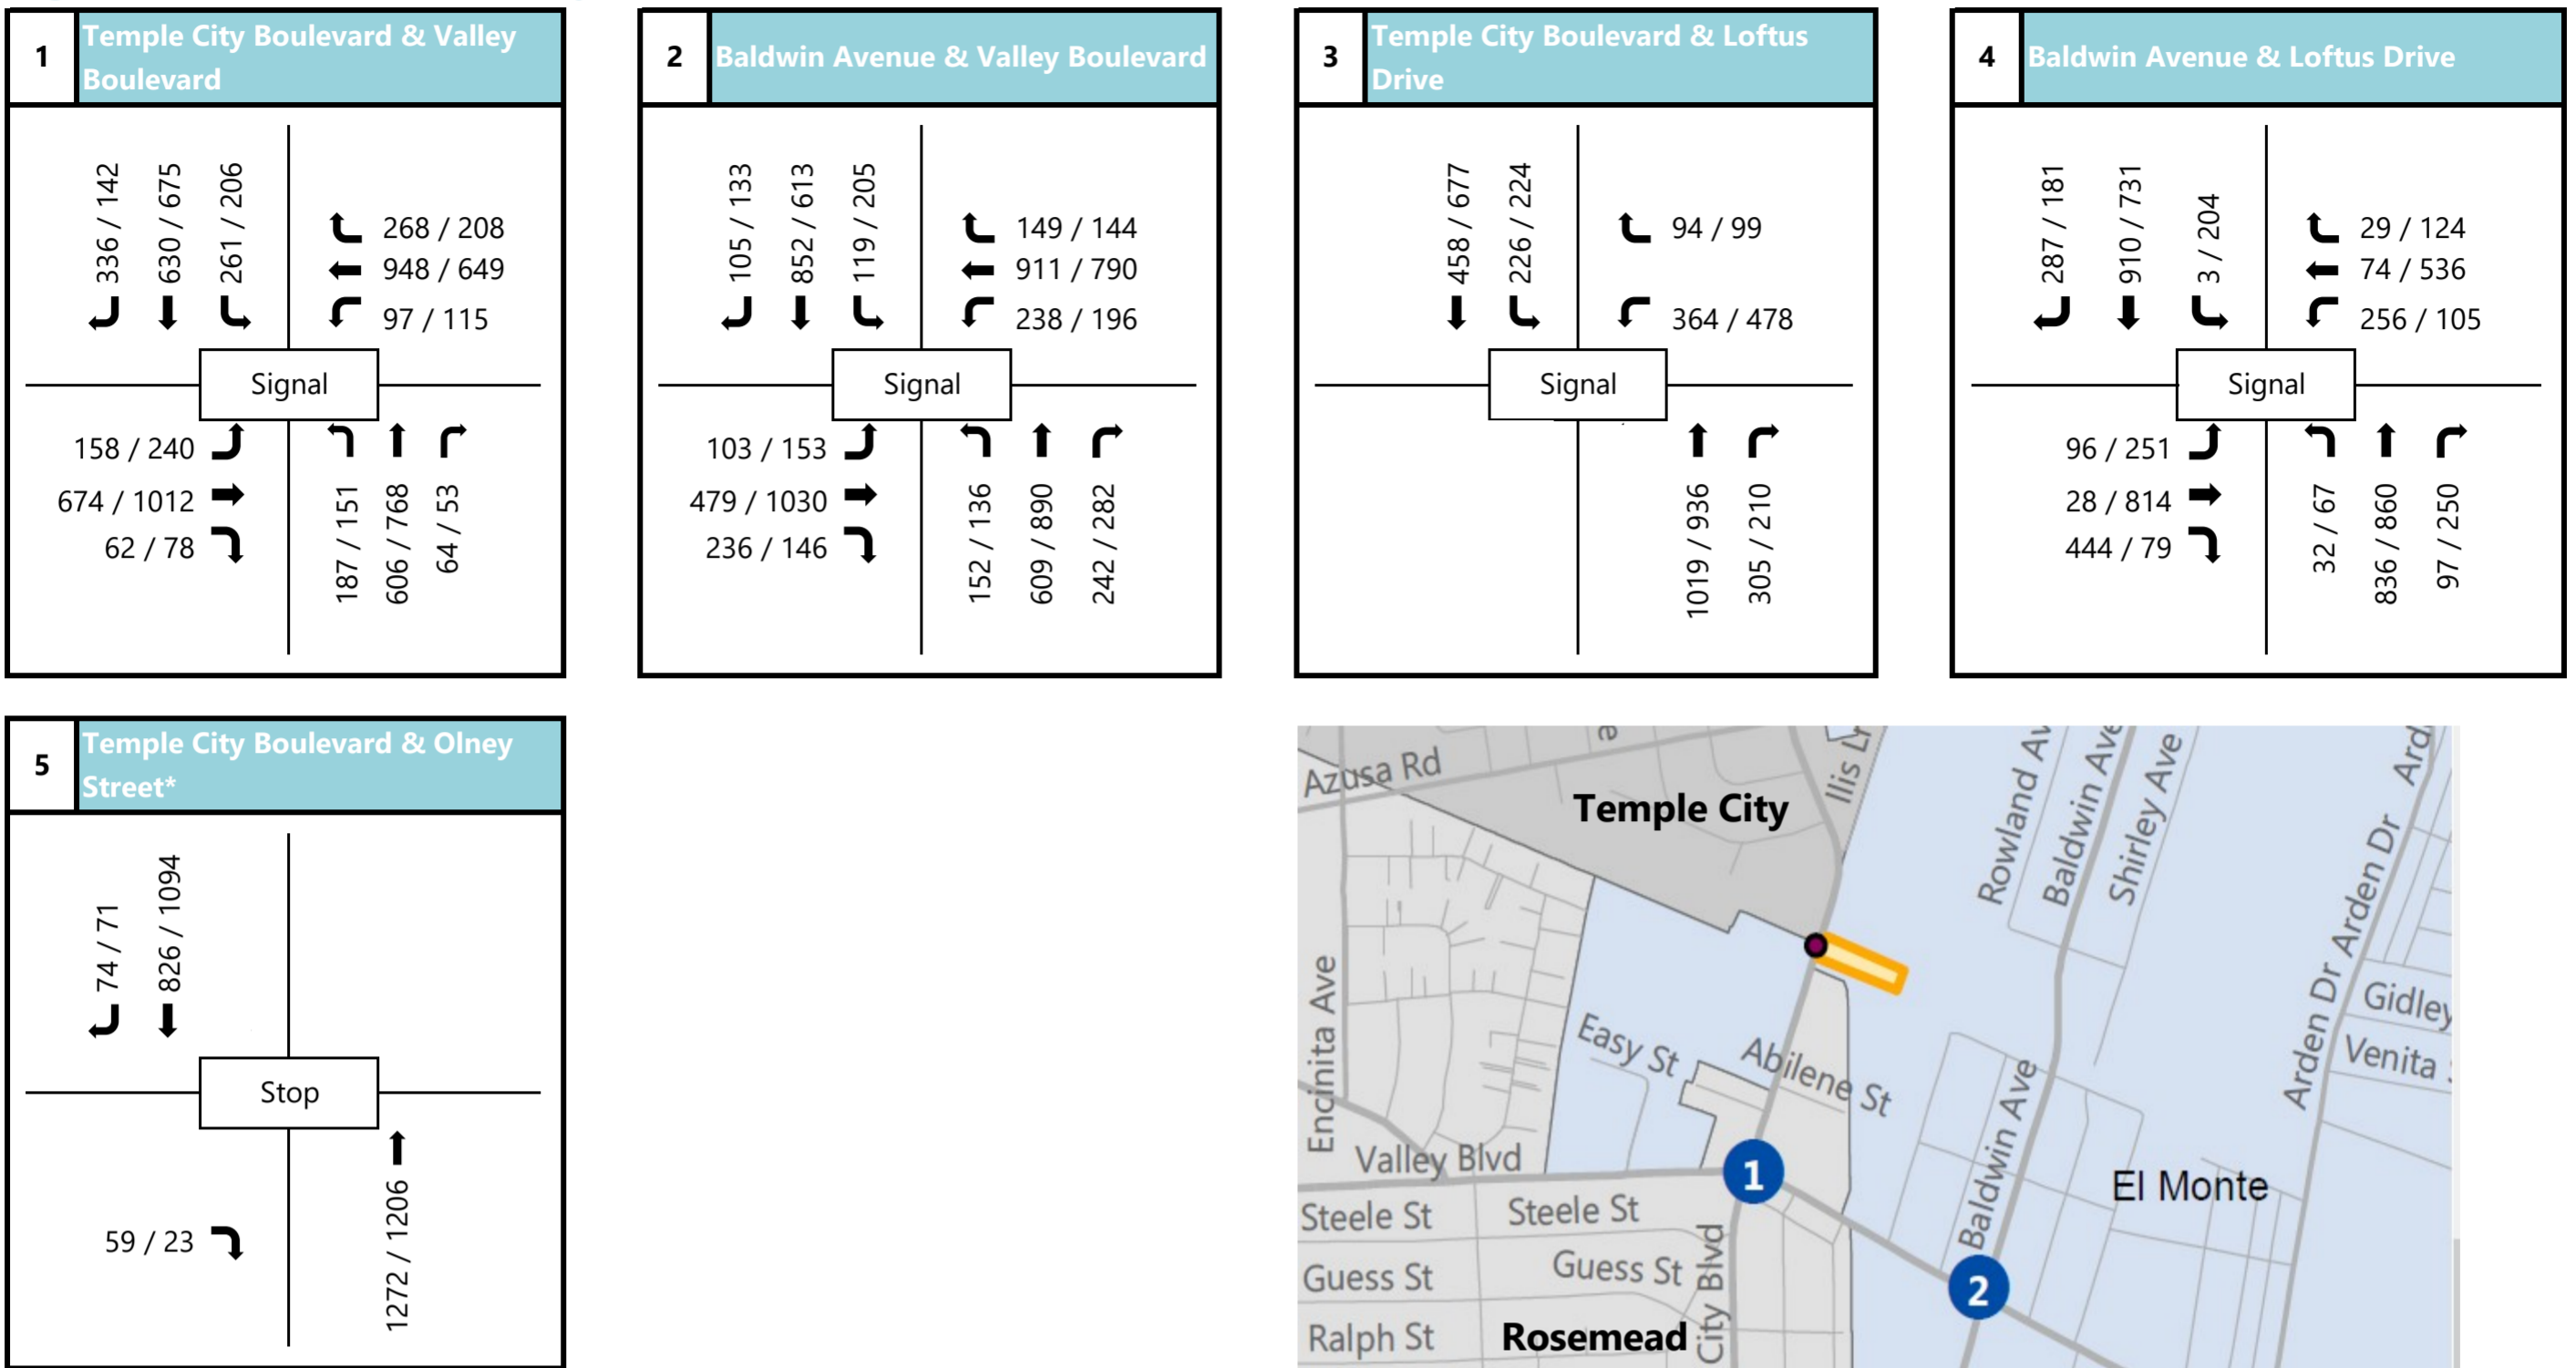 1
Temple City Boulevard & Valley
Boulevard
336 / 142
630 / 675
261 / 206
268 / 208
948 / 649
97 / 115
Signal
158 / 240
674 / 1012
62 / 78
187 / 151
606 / 768
64 / 53
2
Baldwin Avenue & Valley Boulevard
105 / 133
852 / 613
119 / 205
149 / 144
911 / 790
238 / 196
Signal
103 / 153
479 / 1030
236 / 146
152 / 136
609 / 890
242 / 282
3
Temple City Boulevard & Loftus
Drive
458 / 677
226 / 224
94 / 99
364 / 478
Signal
1019 / 936
305 / 210
4
Baldwin Avenue & Loftus Drive
287 / 181
910 / 731
3 / 204
29 / 124
74 / 536
256 / 105
Signal
96 / 251
28 / 814
444 / 79
32 / 67
836 / 860
97 / 250
5
Temple City Boulevard & Olney
Street*
74 / 71
826 / 1094
Stop
59 / 23
1272 / 1206
Azusa Rd
Temple City
Rowland Av
Baldwin Ave
Shirley Ave
Arden Dr
Ard
Arden Dr
Encinita Ave
Easy St
Abilene St
Gidley
Venita
Valley Blvd
1
Baldwin Ave
El Monte
Steele St
Steele St
Guess St
Guess St
City Blvd
2
Ralph St
Rosemead